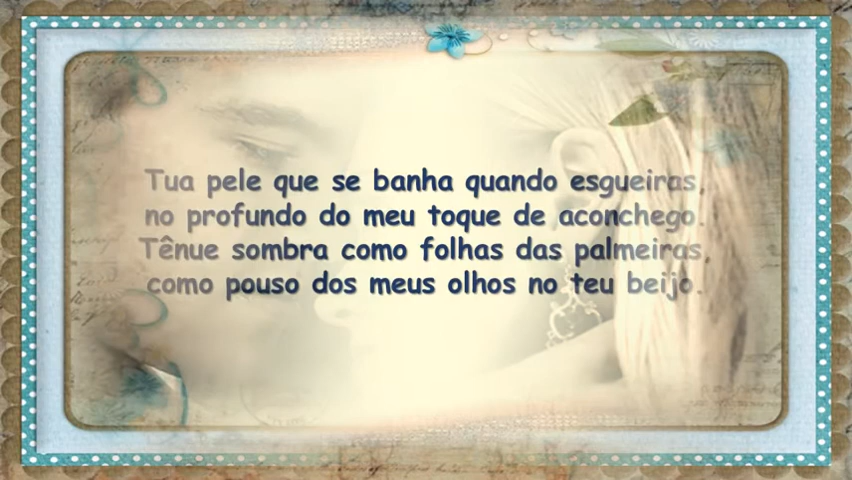 Tua pele que se banha quando esgueiras,
no profundo do meu toque de aconchego.
Tênue sombra como folhas das palmeiras,
como pouso dos meus olhos no teu beijo.